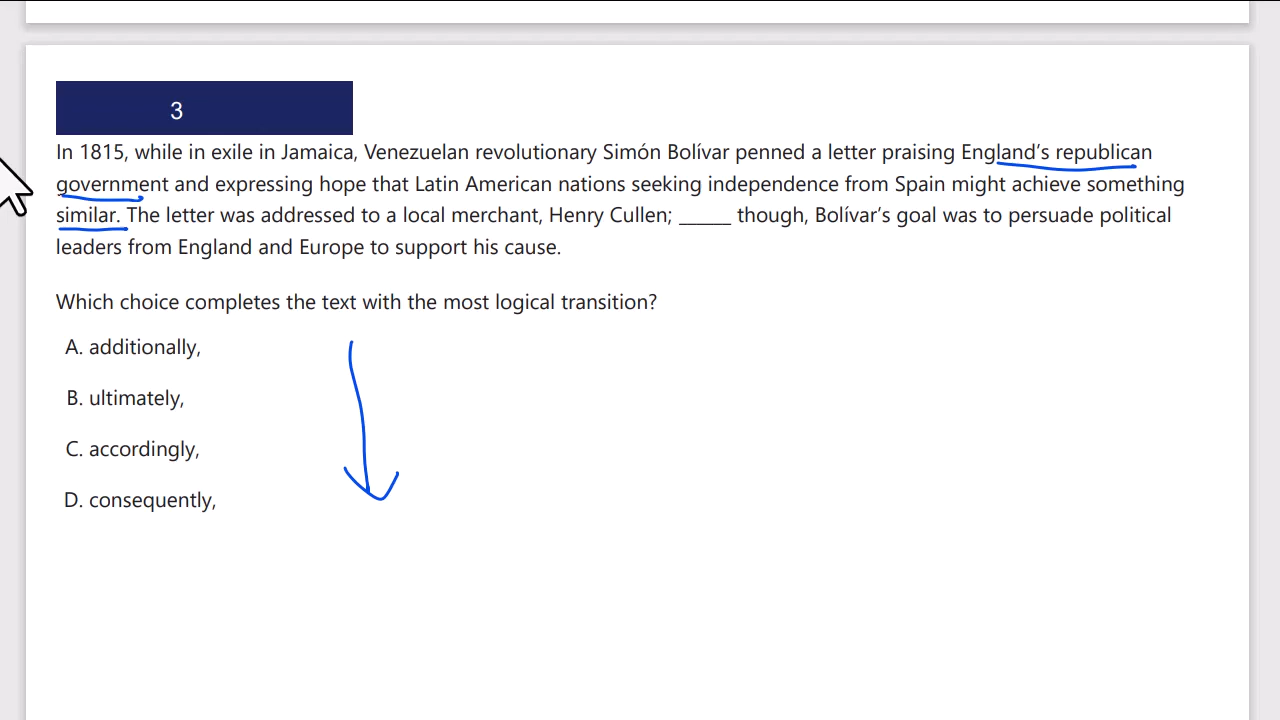 3
In 1815, while in exile in Jamaica, Venezuelan revolutionary Simón Bolívar penned a letter praising England’s republican
government and expressing hope that Latin American nations seeking independence from Spain might achieve something
similar. The letter was addressed to a local merchant, Henry Cullen; ______ though, Bolívar’s goal was to persuade political
leaders from England and Europe to support his cause.
Which choice completes the text with the most logical transition?
A. additionally,
B. ultimately,
C. accordingly,
D. consequently,